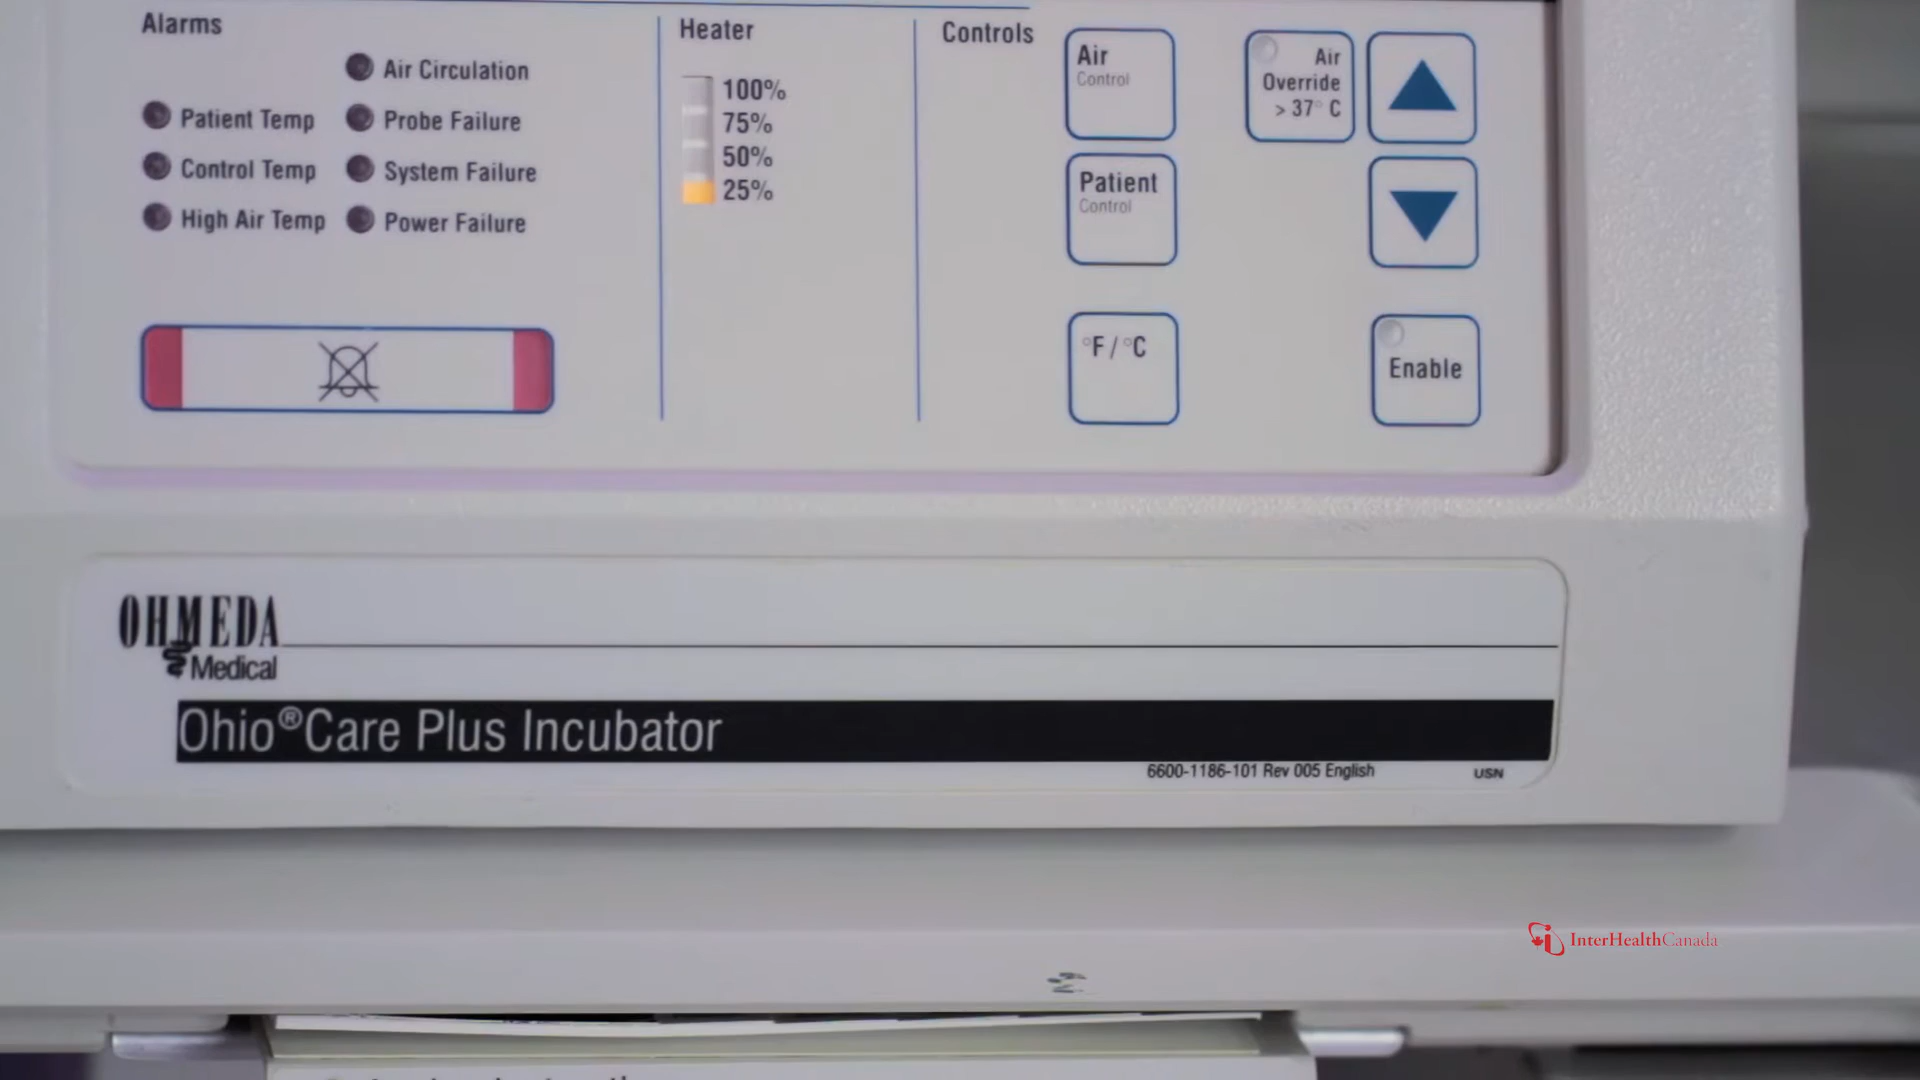 Alarms
Air Circulation
Patient Temp
Probe Failure
Control Temp
System Failure
High Air Temp
Power Failure
Heater
100%
75%
50%
25%
Controls
Air
Control
Air
Override
> 37° C
Patient
Control
°F / °C
Enable
OHMEDA
Medical
Ohio®Care Plus Incubator
6600-1186-101 Rev 005 English
USN
InterHealthCanada